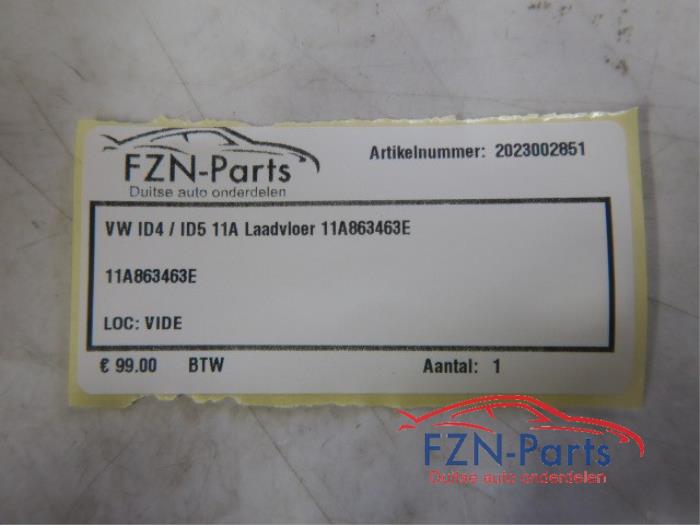 FZN-Parts
Duitse auto onderdelen
Artikelnummer: 2023002851
VW ID4 / ID5 11A Laadvloer 11A863463E
11A863463E
LOC: VIDE
€ 99.00 BTW Aantal: 1
FZN-Parts
Duitse auto onderdelen